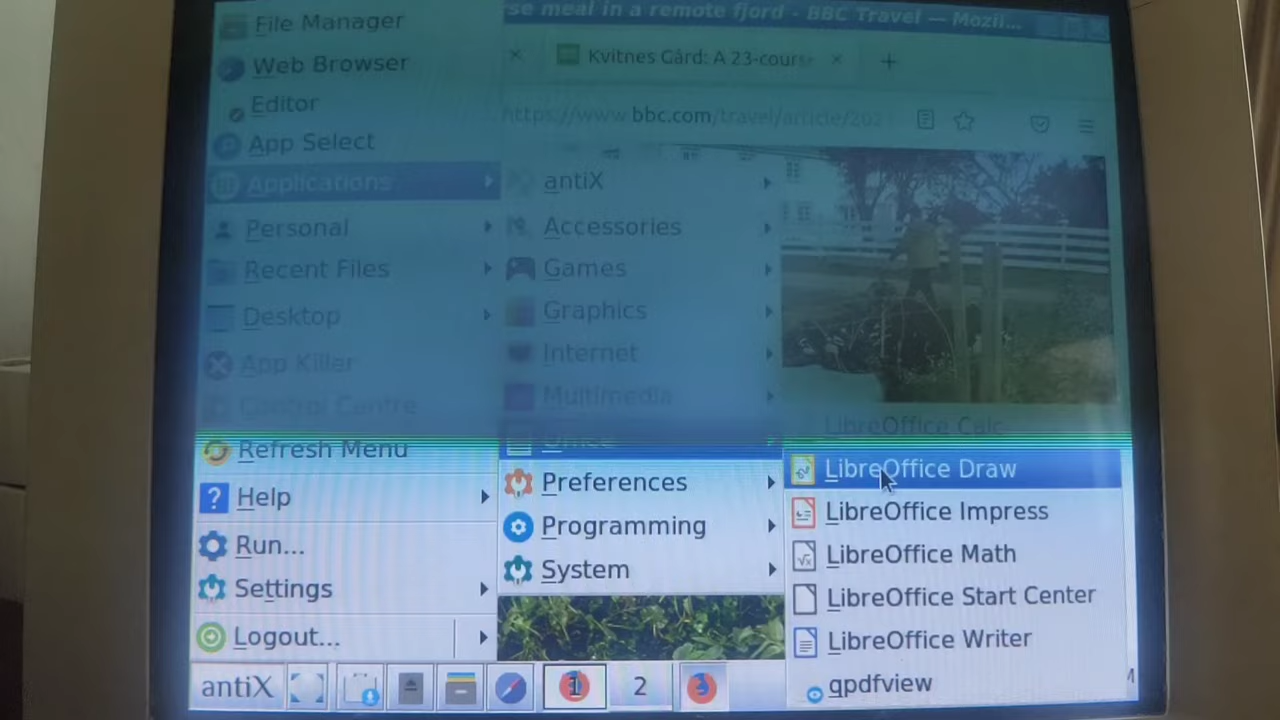 rse meal in a remote fjord - BBC Travel — Mozil...
Kvitnes Gård: A 23-cours
https://www.bbc.com/travel/article/202
File Manager
Web Browser
Editor
App Select
Applications
Personal
Recent Files
Desktop
App Killer
Control Centre
Refresh Menu
Help
Run...
Settings
Logout...
antiX
Accessories
Games
Graphics
Internet
Multimedia
Office
Preferences
Programming
System
LibreOffice Calc
LibreOffice Draw
LibreOffice Impress
LibreOffice Math
LibreOffice Start Center
LibreOffice Writer
qpdfview
antiX
1
2